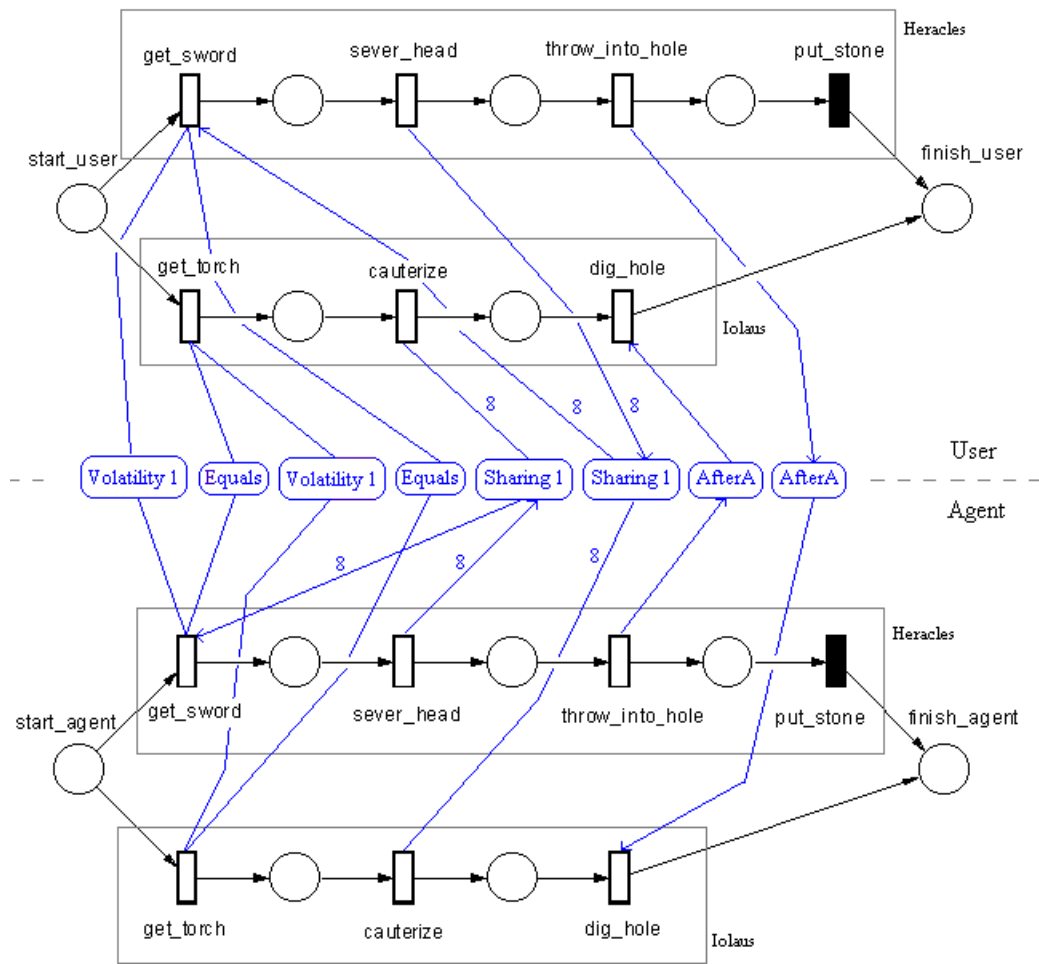 Heracles
get_sword
sever_head
throw_into_hole
put_stone
start_user
finish_user
get_torch
cauterize
dig_hole
Iolaus
8
8
8
Volatility 1
Equals
Volatility 1
Equals
Sharing 1
Sharing 1
AfterA
AfterA
User
Agent
8
8
8
Heracles
get_sword
sever_head
throw_into_hole
put_stone
start_agent
finish_agent
get_torch
cauterize
dig_hole
Iolaus